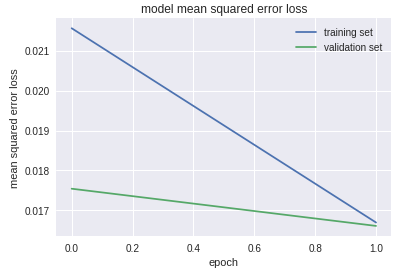 model mean squared error loss
training set
validation set
mean squared error loss
0.021
0.020
0.019
0.018
0.017
0.0 0.2 0.4 0.6 0.8 1.0
epoch